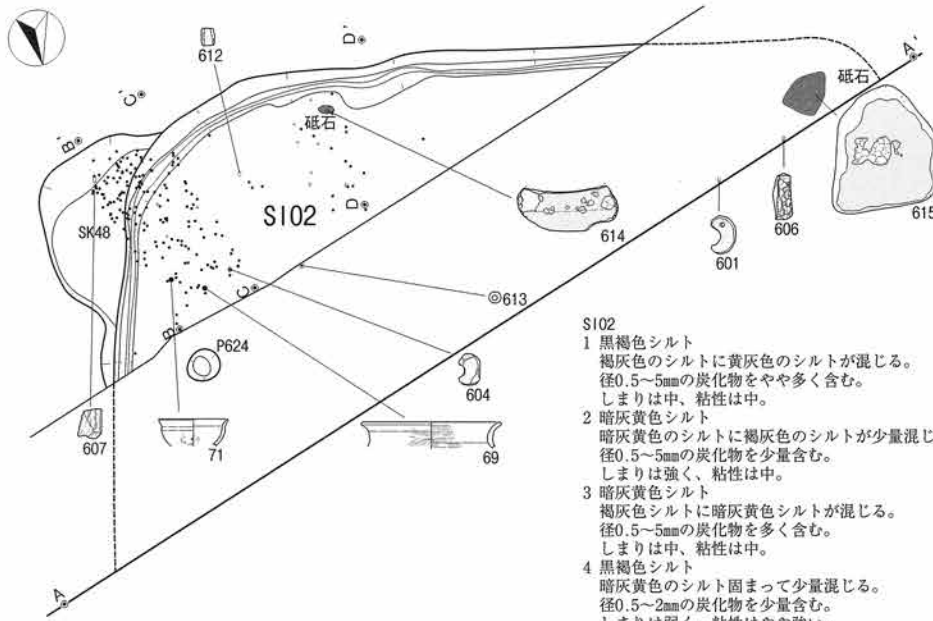 612
D'
A'
C'
B'
砥石
砥石
SK48
SI02
D
614
615
606
601
C
613
B
P624
604
607
71
69
A
SI02
1 黒褐色シルト
褐灰色のシルトに黄灰色のシルトが混じる。
径0.5~5㎜の炭化物をやや多く含む。
しまりは中、粘性は中。
2 暗灰黄色シルト
暗灰黄色のシルトに褐灰色のシルトが少量混じ
径0.5~5㎜の炭化物を少量含む。
しまりは強く、粘性は中。
3 暗灰黄色シルト
褐灰色シルトに暗灰黄色シルトが混じる。
径0.5~5㎜の炭化物を多く含む。
しまりは中、粘性は中。
4 黒褐色シルト
暗灰黄色のシルト固まって少量混じる。
径0.5~2㎜の炭化物を少量含む。